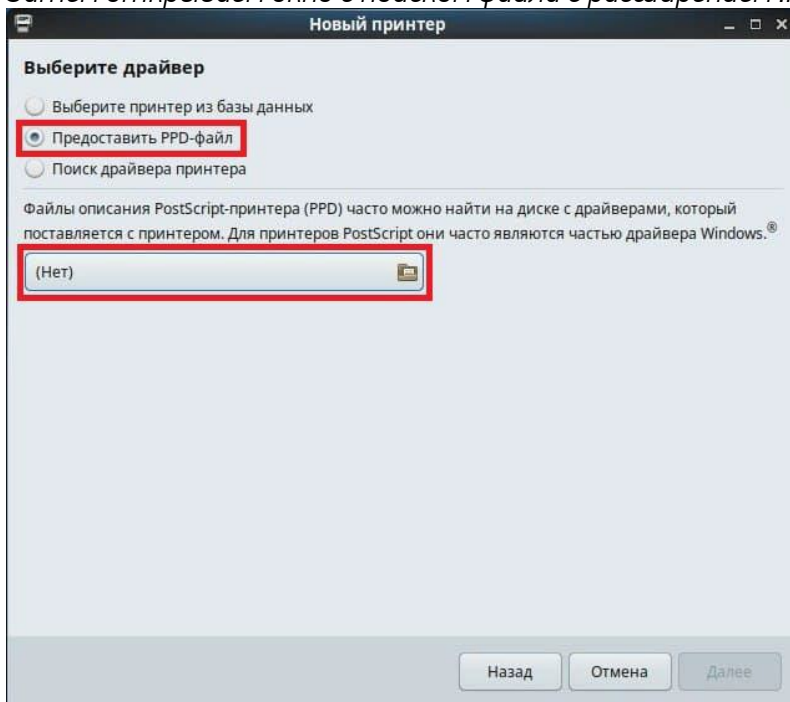 Новый принтер
Выберите драйвер
Выберите принтер из базы данных
Предоставить PPD-файл
Поиск драйвера принтера
Файлы описания PostScript-принтера (PPD) часто можно найти на диске с драйверами, который
поставляется с принтером. Для принтеров PostScript они часто являются частью драйвера Windows.®
(Нет)
Назад
Отмена
Далее